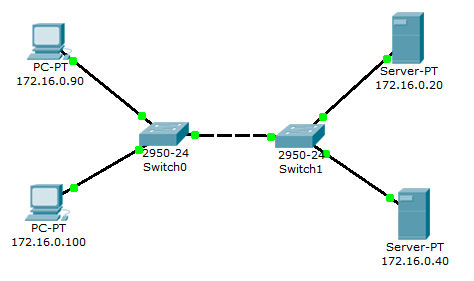 PC-PT
172.16.0.90
Server-PT
172.16.0.20
2950-24
Switch0
2950-24
Switch1
PC-PT
172.16.0.100
Server-PT
172.16.0.40